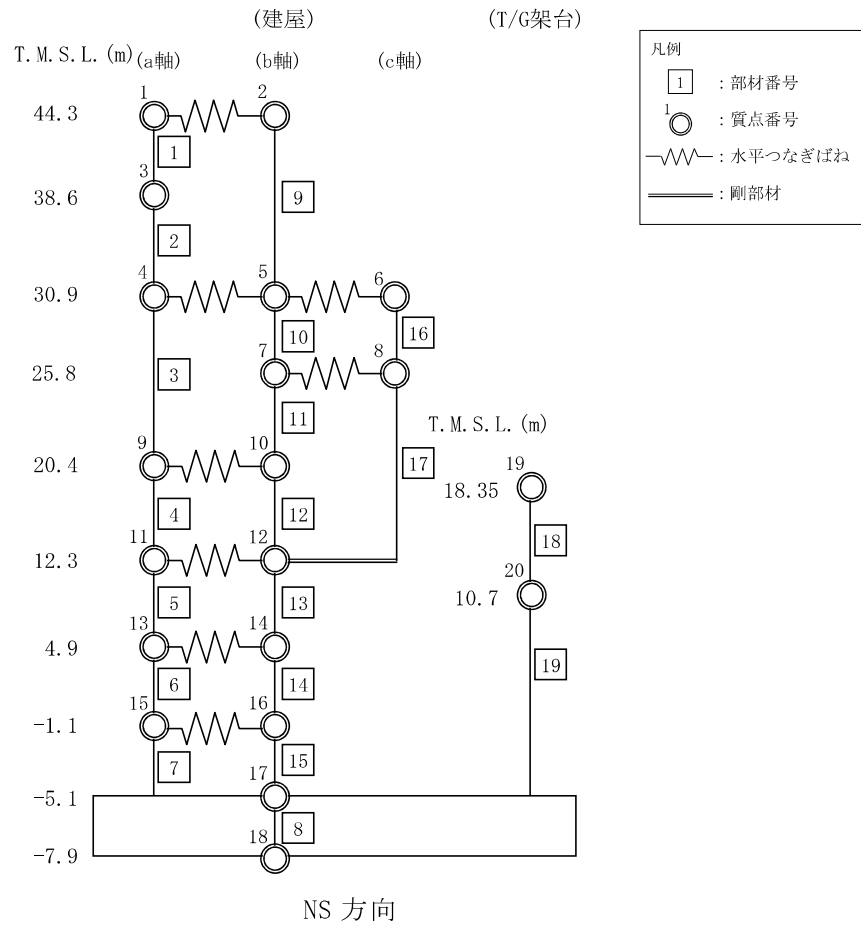 (建屋) (T/G架台)
T.M.S.L.(m) (a軸) (b軸) (c軸)
凡例
1 : 部材番号
1 : 質点番号
: 水平つなぎばね
: 剛部材
44.3 1 2
1
38.6 3 9
2
30.9 4 5 6
10 16
25.8 3 7 8
11
T.M.S.L.(m)
20.4 9 10 17 19
18.35
4 12 18
12.3 11 12 20
5 13 10.7
4.9 13 14
6 14 19
-1.1 15 16
7 15
-5.1 17
8
-7.9 18
NS 方向